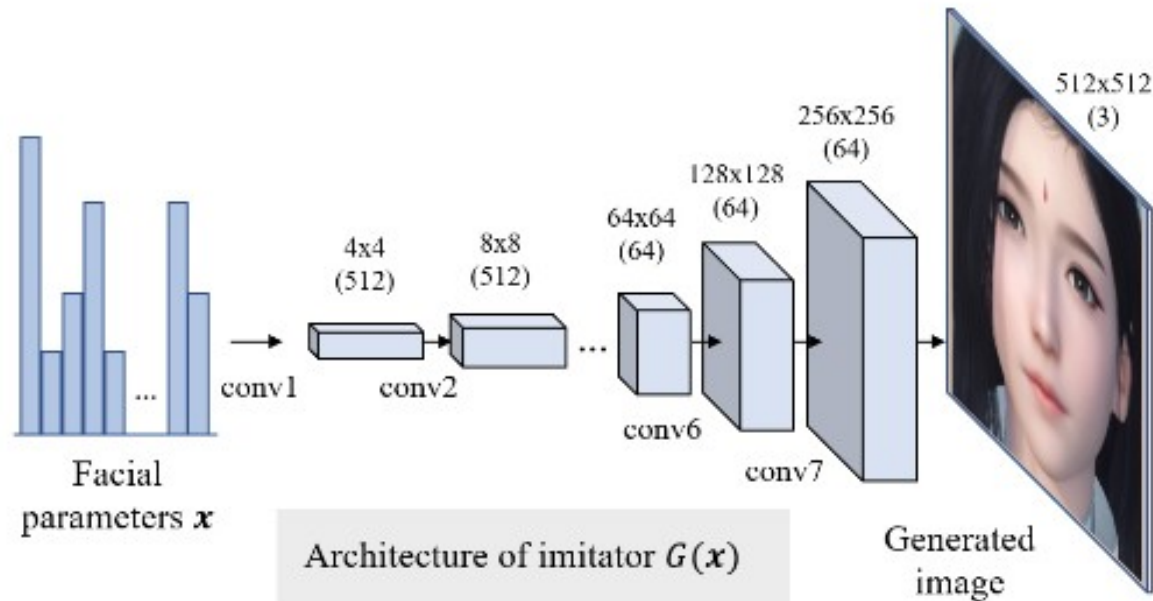 512x512
(3)
256x256
(64)
128x128
(64)
64x64
(64)
8x8
(512)
4x4
(512)
...
...
conv1
conv2
conv6
conv7
Facial
parameters x
Architecture of imitator G(x)
Generated
image